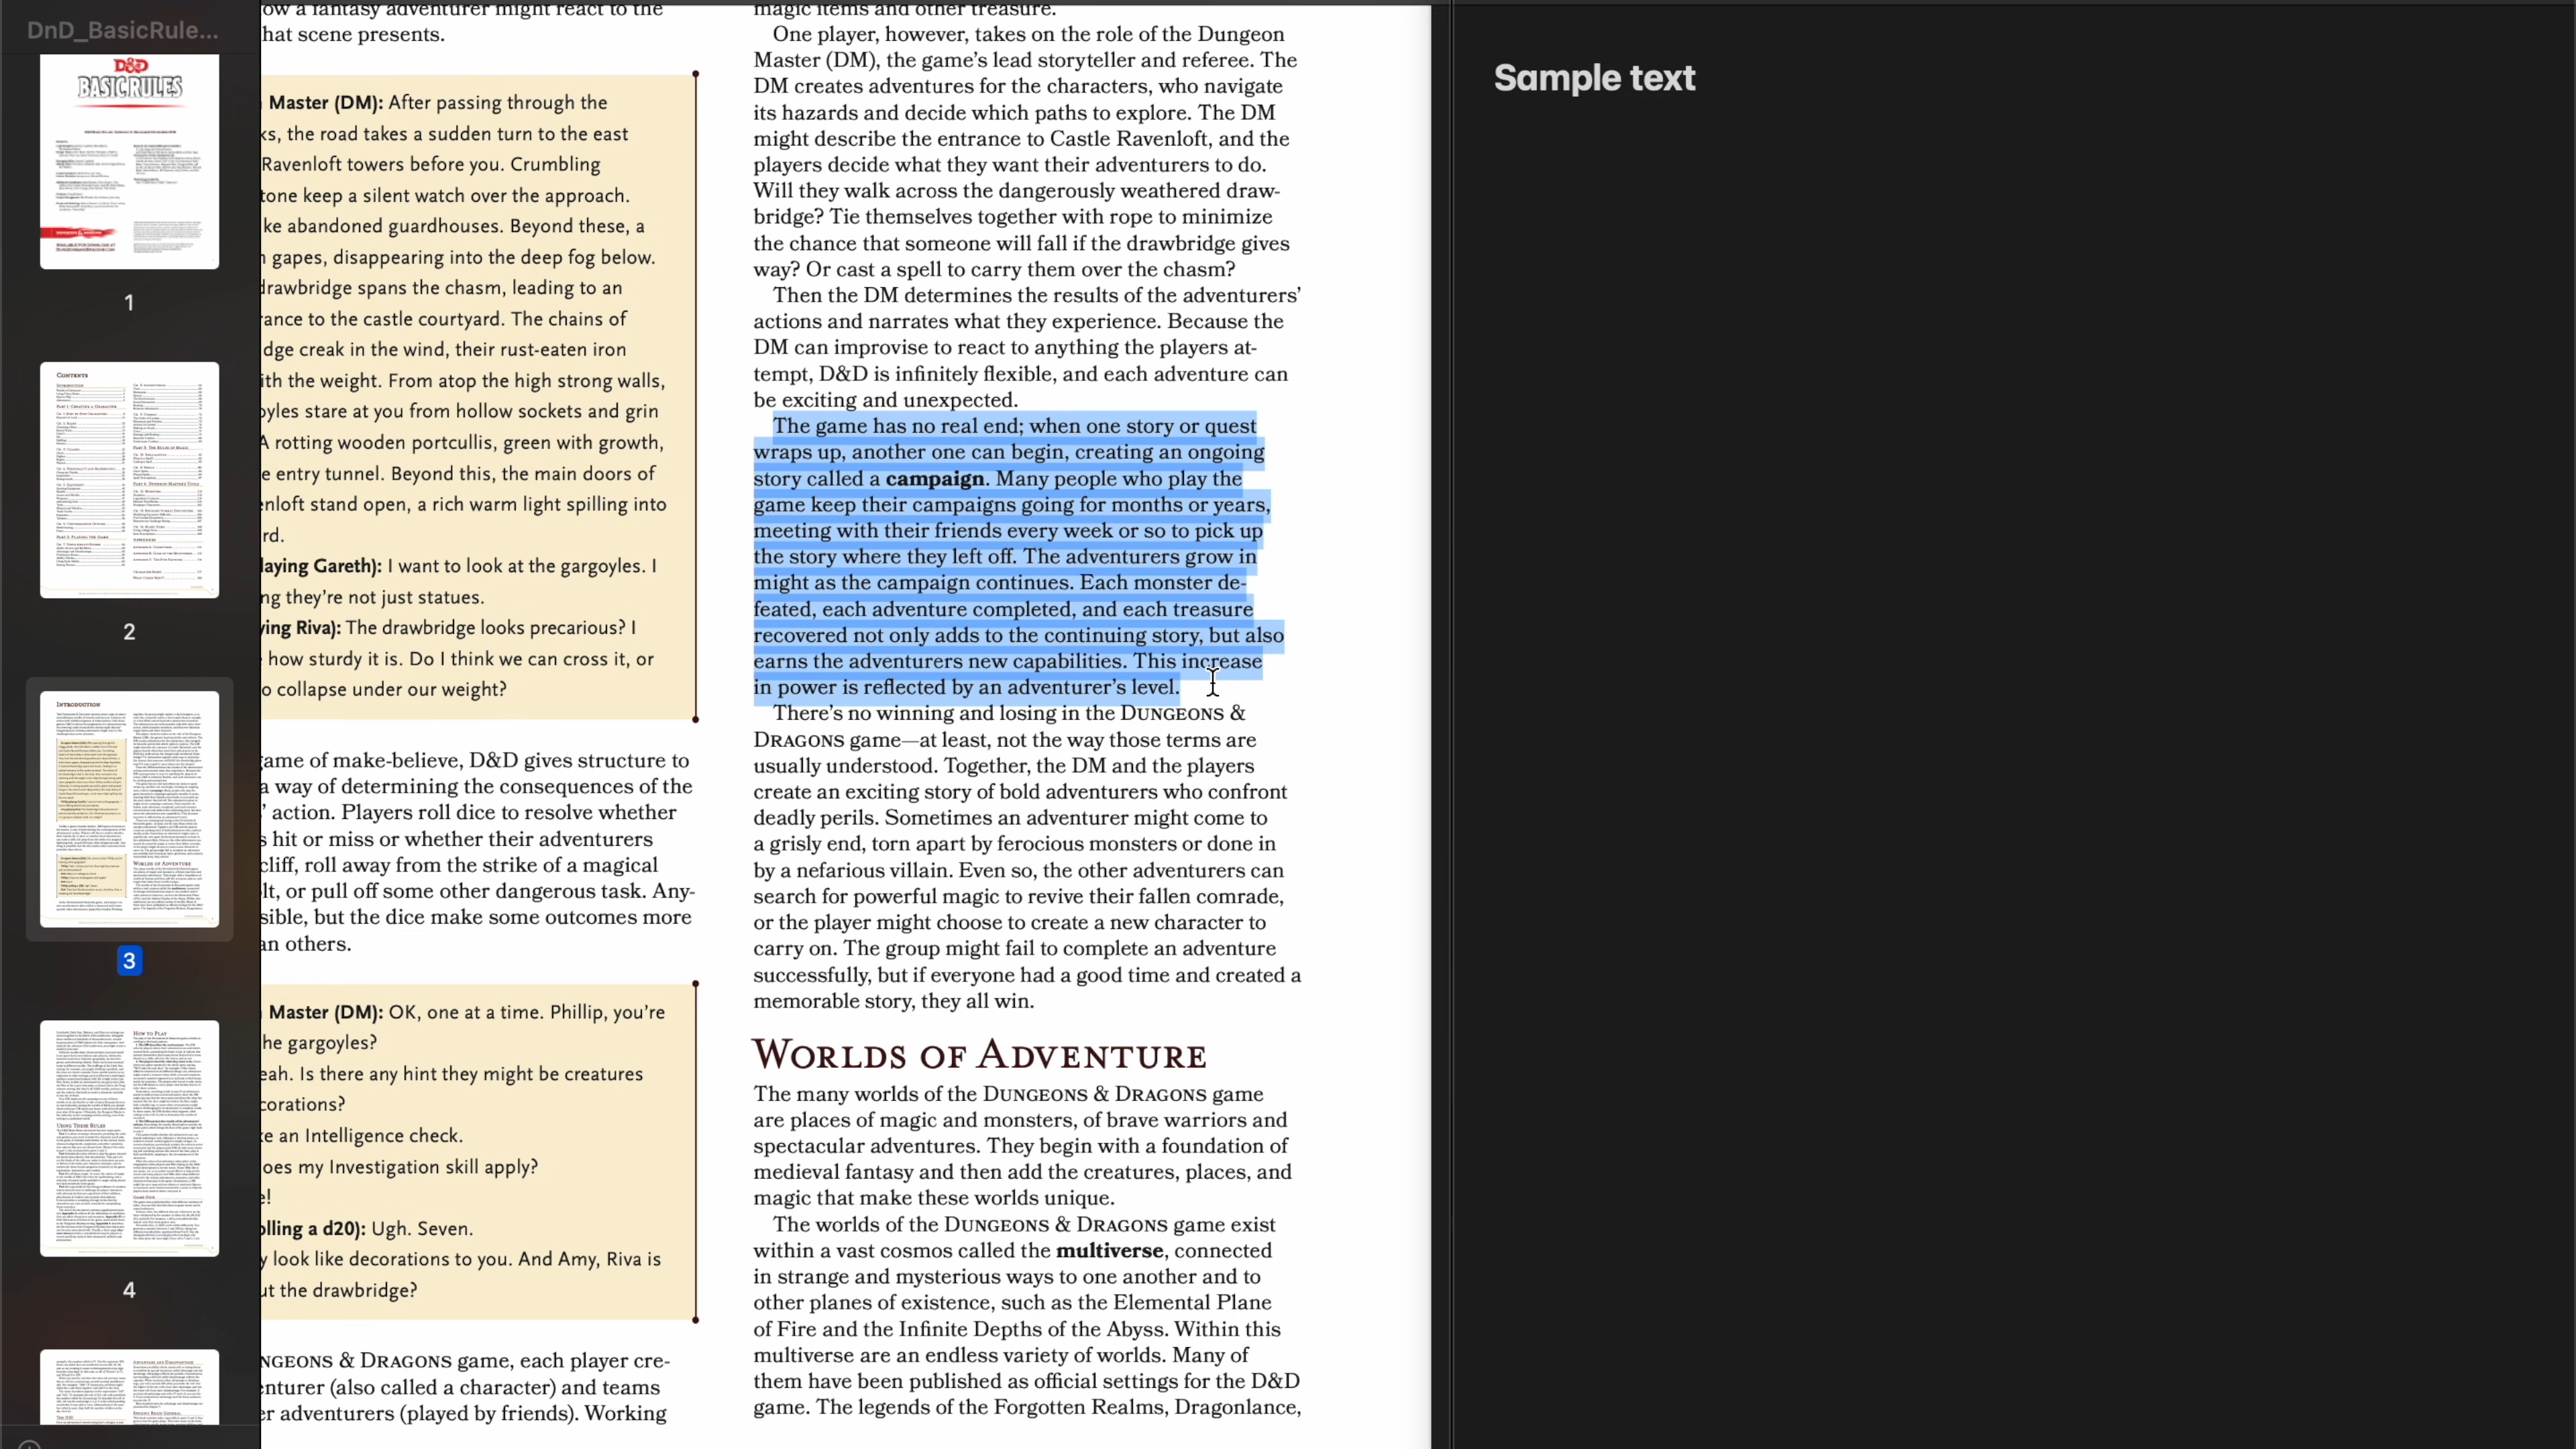 DnD_BasicRule...
D&D
BASIC RULES
1
CONTENTS
2
INTRODUCTION
WORLDS OF ADVENTURE
3
HOW TO PLAY
USING THESE RULES
4
ow a fantasy adventurer might react to the
hat scene presents.
Master (DM): After passing through the
ks, the road takes a sudden turn to the east
Ravenloft towers before you. Crumbling
tone keep a silent watch over the approach.
ke abandoned guardhouses. Beyond these, a
gapes, disappearing into the deep fog below.
drawbridge spans the chasm, leading to an
rance to the castle courtyard. The chains of
dge creak in the wind, their rust-eaten iron
ith the weight. From atop the high strong walls,
oyles stare at you from hollow sockets and grin
A rotting wooden portcullis, green with growth,
e entry tunnel. Beyond this, the main doors of
enloft stand open, a rich warm light spilling into
rd.
laying Gareth): I want to look at the gargoyles. I
ng they’re not just statues.
ying Riva): The drawbridge looks precarious? I
how sturdy it is. Do I think we can cross it, or
o collapse under our weight?
game of make-believe, D&D gives structure to
a way of determining the consequences of the
’ action. Players roll dice to resolve whether
s hit or miss or whether their adventurers
cliff, roll away from the strike of a magical
lt, or pull off some other dangerous task. Any-
sible, but the dice make some outcomes more
an others.
Master (DM): OK, one at a time. Phillip, you’re
he gargoyles?
eah. Is there any hint they might be creatures
corations?
ke an Intelligence check.
oes my Investigation skill apply?
e!
olling a d20): Ugh. Seven.
y look like decorations to you. And Amy, Riva is
ut the drawbridge?
NGEONS & DRAGONS game, each player cre-
enturer (also called a character) and teams
er adventurers (played by friends). Working
magic items and other treasure.
One player, however, takes on the role of the Dungeon
Master (DM), the game’s lead storyteller and referee. The
DM creates adventures for the characters, who navigate
its hazards and decide which paths to explore. The DM
might describe the entrance to Castle Ravenloft, and the
players decide what they want their adventurers to do.
Will they walk across the dangerously weathered draw-
bridge? Tie themselves together with rope to minimize
the chance that someone will fall if the drawbridge gives
way? Or cast a spell to carry them over the chasm?
Then the DM determines the results of the adventurers’
actions and narrates what they experience. Because the
DM can improvise to react to anything the players at-
tempt, D&D is infinitely flexible, and each adventure can
be exciting and unexpected.
The game has no real end; when one story or quest
wraps up, another one can begin, creating an ongoing
story called a campaign. Many people who play the
game keep their campaigns going for months or years,
meeting with their friends every week or so to pick up
the story where they left off. The adventurers grow in
might as the campaign continues. Each monster de-
feated, each adventure completed, and each treasure
recovered not only adds to the continuing story, but also
earns the adventurers new capabilities. This increase
in power is reflected by an adventurer’s level.
There’s no winning and losing in the DUNGEONS &
DRAGONS game—at least, not the way those terms are
usually understood. Together, the DM and the players
create an exciting story of bold adventurers who confront
deadly perils. Sometimes an adventurer might come to
a grisly end, torn apart by ferocious monsters or done in
by a nefarious villain. Even so, the other adventurers can
search for powerful magic to revive their fallen comrade,
or the player might choose to create a new character to
carry on. The group might fail to complete an adventure
successfully, but if everyone had a good time and created a
memorable story, they all win.
WORLDS OF ADVENTURE
The many worlds of the DUNGEONS & DRAGONS game
are places of magic and monsters, of brave warriors and
spectacular adventures. They begin with a foundation of
medieval fantasy and then add the creatures, places, and
magic that make these worlds unique.
The worlds of the DUNGEONS & DRAGONS game exist
within a vast cosmos called the multiverse, connected
in strange and mysterious ways to one another and to
other planes of existence, such as the Elemental Plane
of Fire and the Infinite Depths of the Abyss. Within this
multiverse are an endless variety of worlds. Many of
them have been published as official settings for the D&D
game. The legends of the Forgotten Realms, Dragonlance,
Sample text